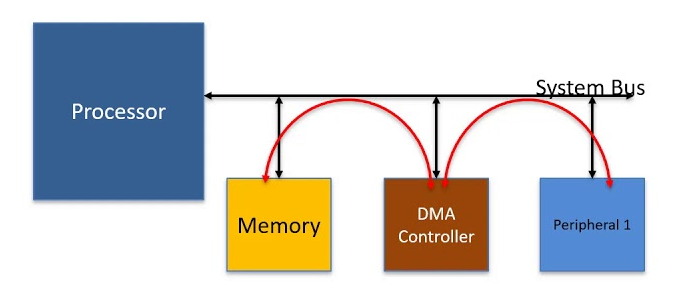 System Bus
Processor
Memory
DMA
Controller
Peripheral 1